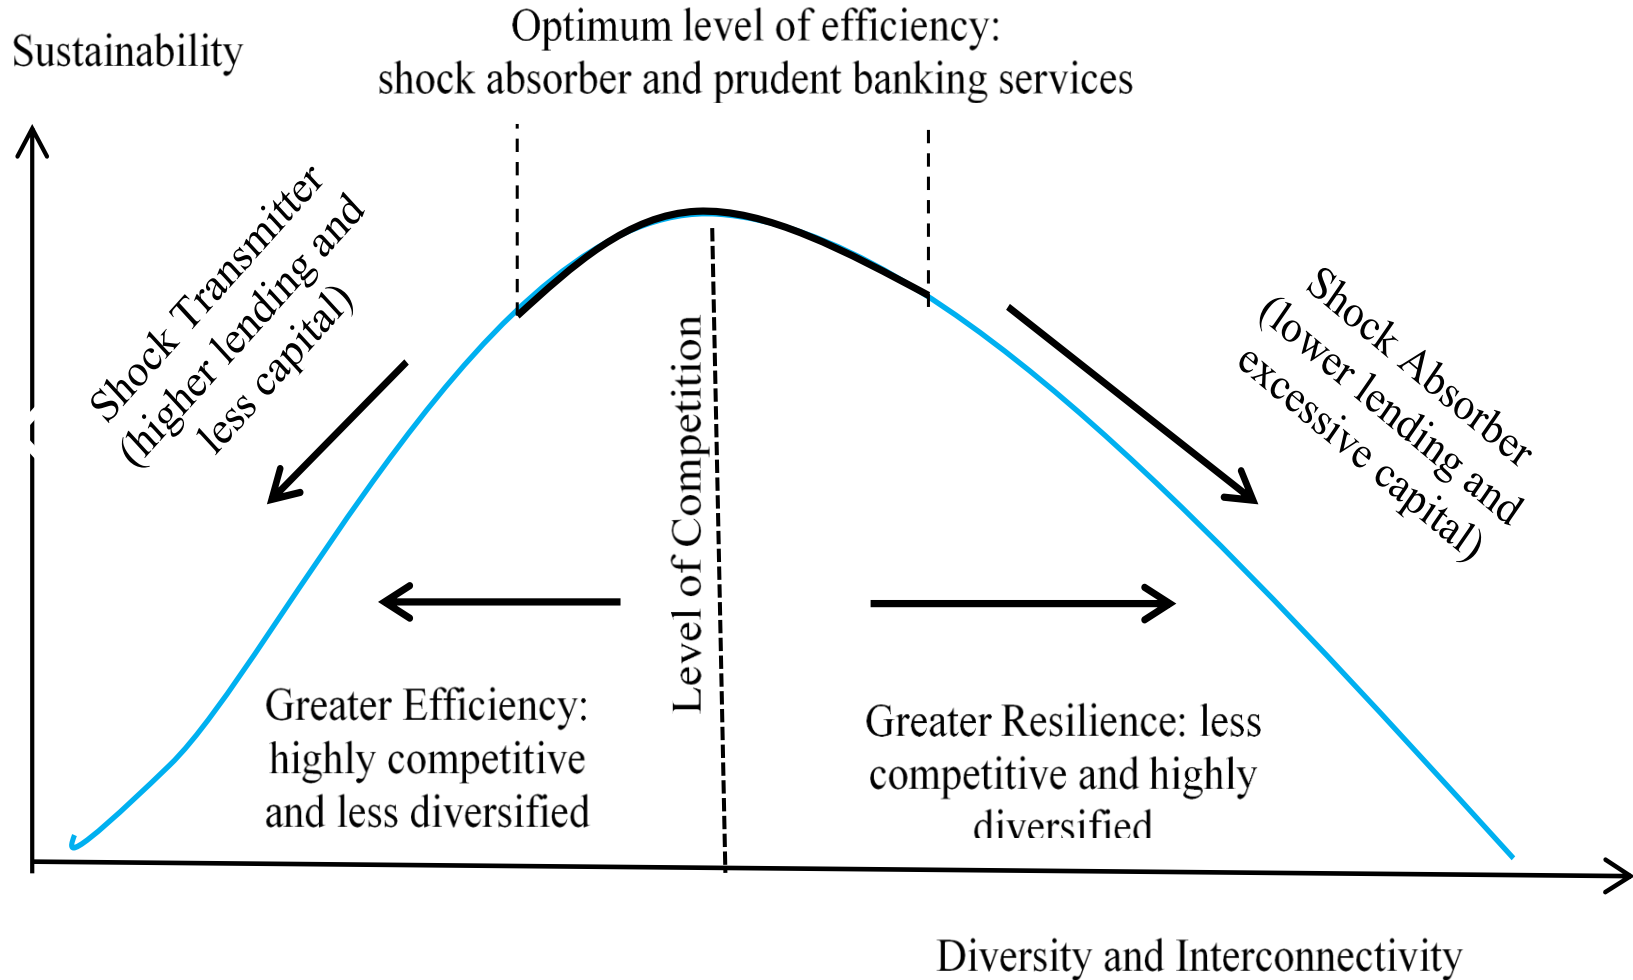 Optimum level of efficiency:
shock absorber and prudent banking services
Sustainability
Shock Transmitter
(higher lending and
less capital)
Shock Absorber
(lower lending and
excessive capital)
Level of Competition
Greater Efficiency:
highly competitive
and less diversified
Greater Resilience: less
competitive and highly
diversified
Diversity and Interconnectivity